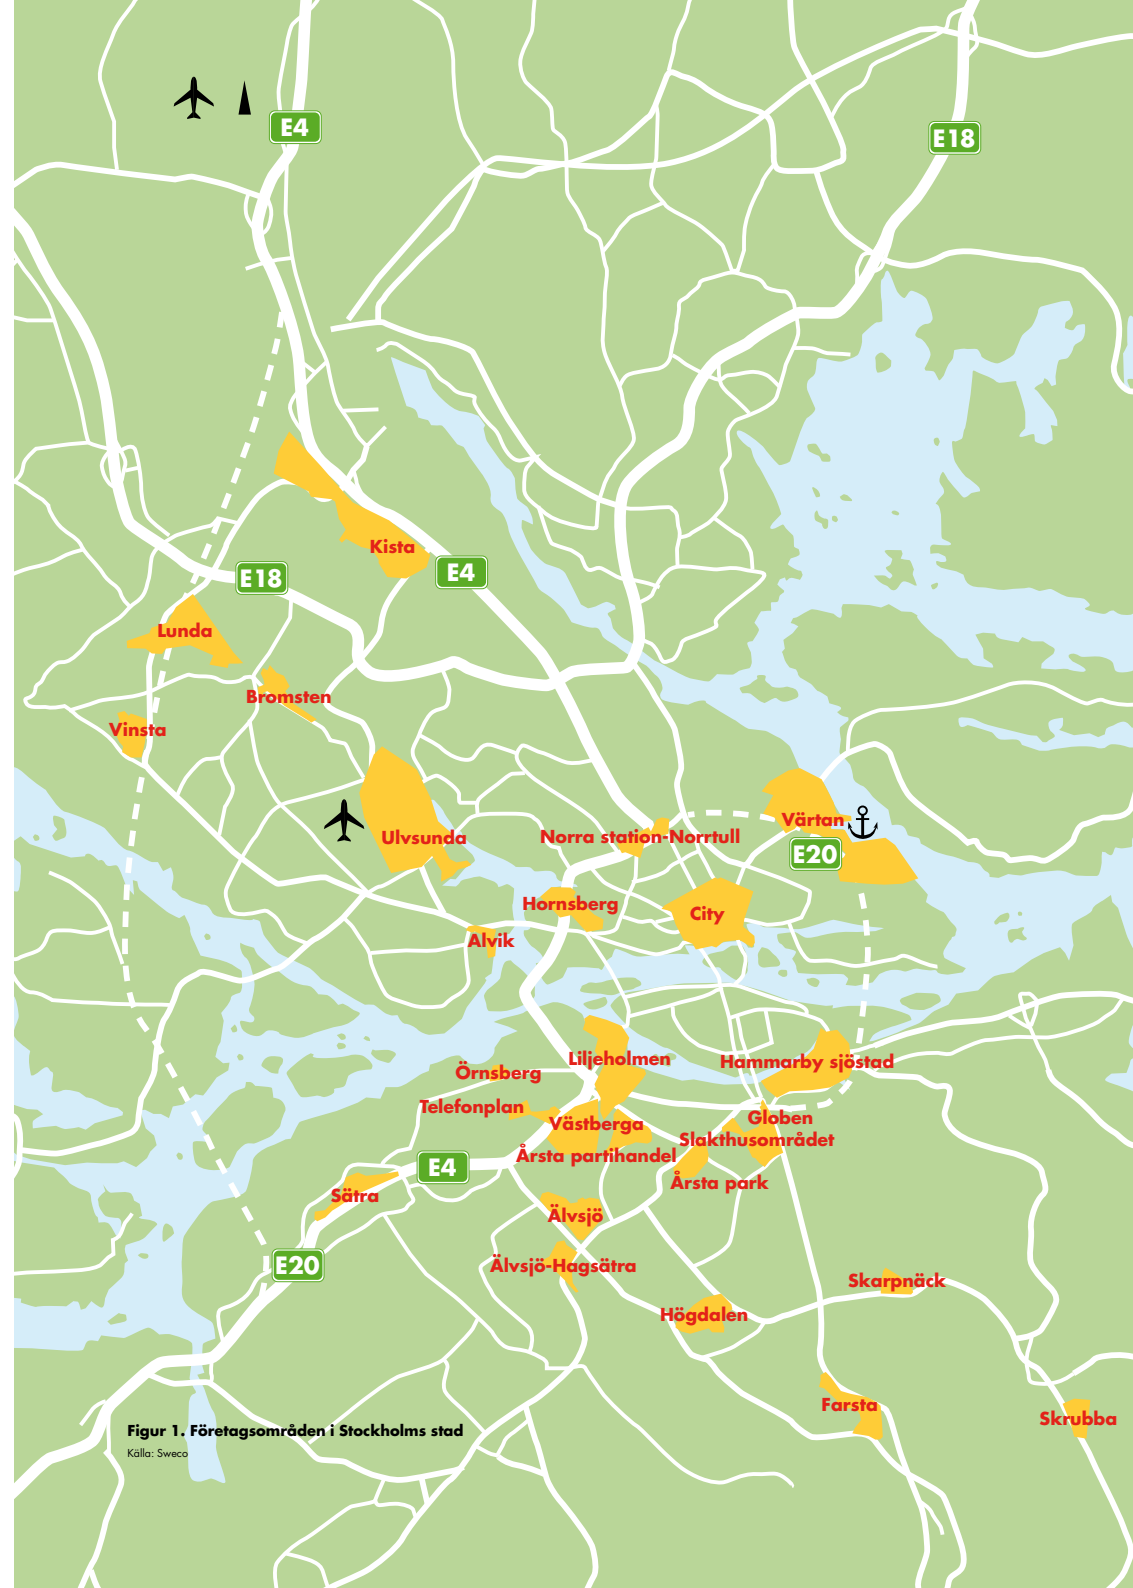 E4
E18
Kista
E4
E18
Lunda
Bromsten
Vinsta
Värtan
Ulvsunda
Norra station-Norrtull
E20
Hornsberg
City
Alvik
Liljeholmen
Hammarby sjöstad
Örnsberg
Telefonplan
Globen
Västberga
Slakthusområdet
Årsta partihandel
E4
Årsta park
Sätra
Älvsjö
E20
Älvsjö-Hagsätra
Skarpnäck
Högdalen
Farsta
Skrubba
Figur 1. Företagsområden i Stockholms stad
Källa: Sweco